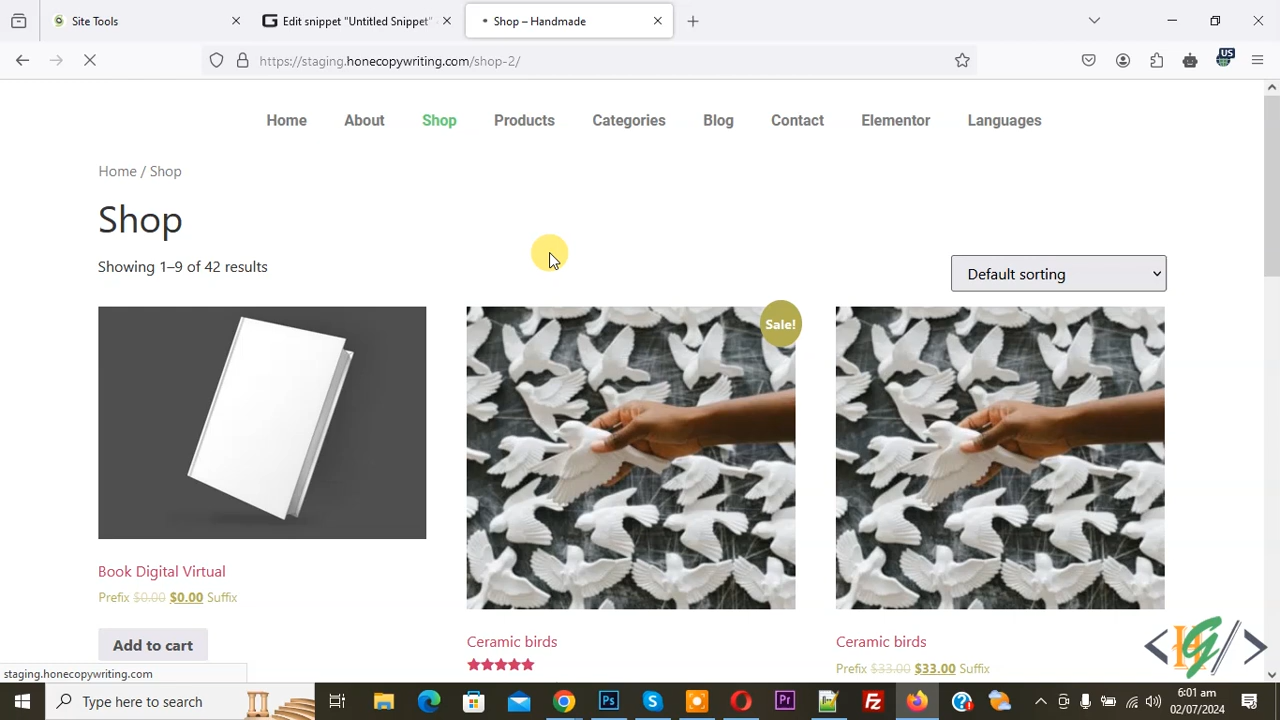 Site Tools
Edit snippet "Untitled Snippet"
Shop – Handmade
US
https://staging.honecopywriting.com/shop-2/
Home About Shop Products Categories Blog Contact Elementor Languages
Home / Shop
Shop
Showing 1–9 of 42 results
Default sorting
Sale!
Book Digital Virtual
Prefix $0.00 $0.00 Suffix
Add to cart
Ceramic birds
Ceramic birds
Prefix $33.00 $33.00 Suffix
staging.honecopywriting.com
Type here to search
6:01 am
02/07/2024